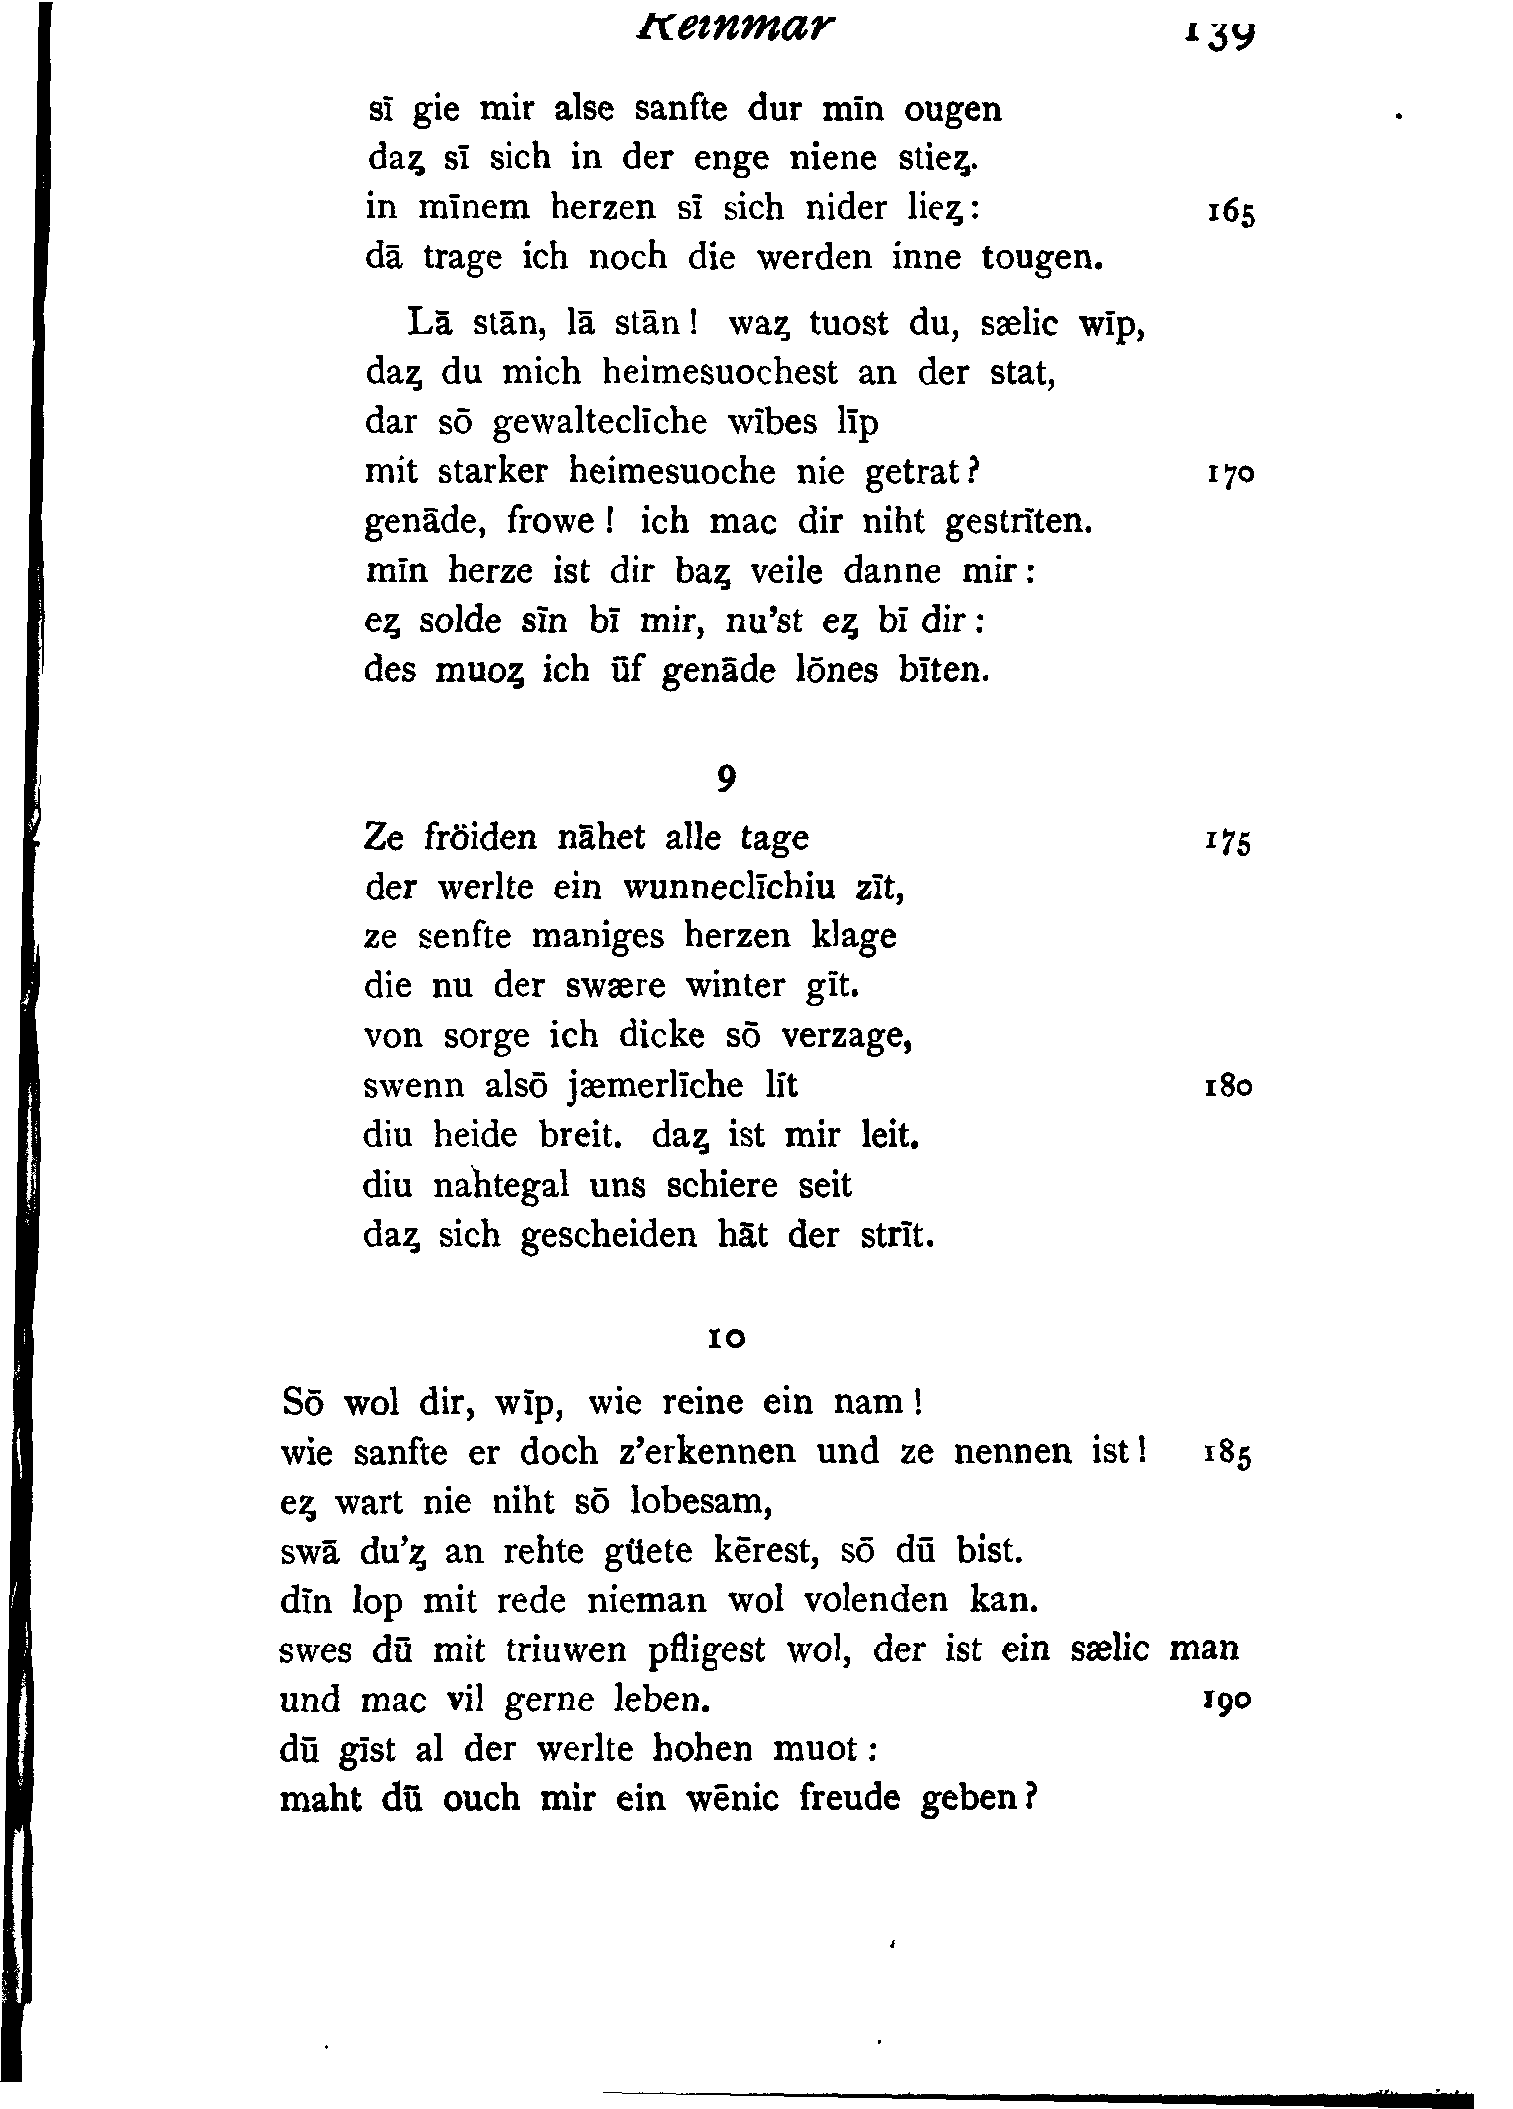 Reinmar 139
sī gie mir alse sanfte dur mīn ougen
daȥ sī sich in der enge niene stieȥ.
in mīnem herzen sī sich nider lieȥ: 165
dā trage ich noch die werden inne tougen.
Lā stān, lā stān! waȥ tuost du, sælic wīp,
daȥ du mich heimesuochest an der stat,
dar sō gewalteclīche wībes līp
mit starker heimesuoche nie getrat? 170
genāde, frowe! ich mac dir niht gestrīten.
mīn herze ist dir baȥ veile danne mir:
eȥ solde sīn bī mir, nu'st eȥ bī dir:
des muoȥ ich ūf genāde lōnes bīten.
9
Ze fröiden nāhet alle tage 175
der werlte ein wunneclīchiu zīt,
ze senfte maniges herzen klage
die nu der swære winter gīt.
von sorge ich dicke sō verzage,
swenn alsō jæmerlīche līt 180
diu heide breit. daȥ ist mir leit.
diu nahtegal uns schiere seit
daȥ sich gescheiden hāt der strīt.
10
Sō wol dir, wīp, wie reine ein nam!
wie sanfte er doch z'erkennen und ze nennen ist! 185
eȥ wart nie niht sō lobesam,
swā du'ȥ an rehte güete kērest, sō dū bist.
dīn lop mit rede nieman wol volenden kan.
swes dū mit triuwen pfligest wol, der ist ein sælic man
und mac vil gerne leben. 190
dū gīst al der werlte hohen muot:
maht dū ouch mir ein wēnic freude geben?